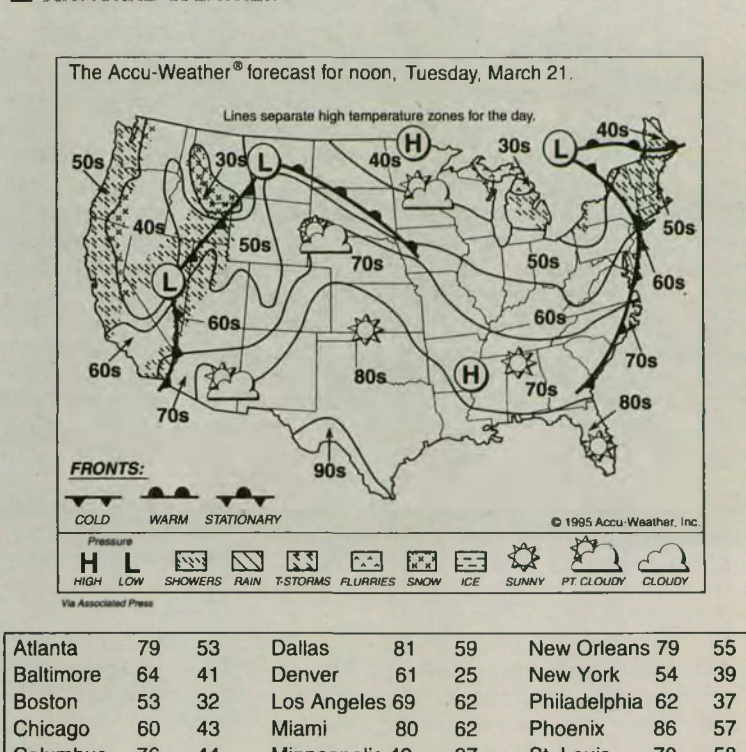 The Accu-Weather® forecast for noon, Tuesday, March 21.
Lines separate high temperature zones for the day.
50s
30s
40s
30s
40s
40s
50s
70s
50s
50s
60s
60s
60s
60s
80s
70s
70s
70s
80s
90s
H
H
L
L
L
FRONTS:
COLD WARM STATIONARY
© 1995 Accu-Weather, Inc.
Pressure
H L
HIGH LOW SHOWERS RAIN T-STORMS FLURRIES SNOW ICE SUNNY PT. CLOUDY CLOUDY
Via Associated Press
Atlanta 79 53 Dallas 81 59 New Orleans 79 55
Baltimore 64 41 Denver 61 25 New York 54 39
Boston 53 32 Los Angeles 69 62 Philadelphia 62 37
Chicago 60 43 Miami 80 62 Phoenix 86 57